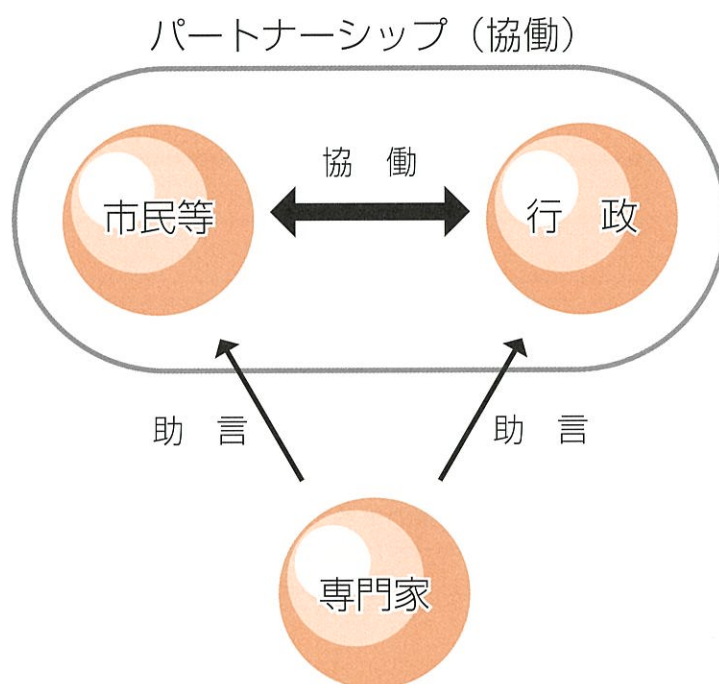 パートナーシップ（協働）
協　働
市民等
行　政
助　言
助　言
専門家